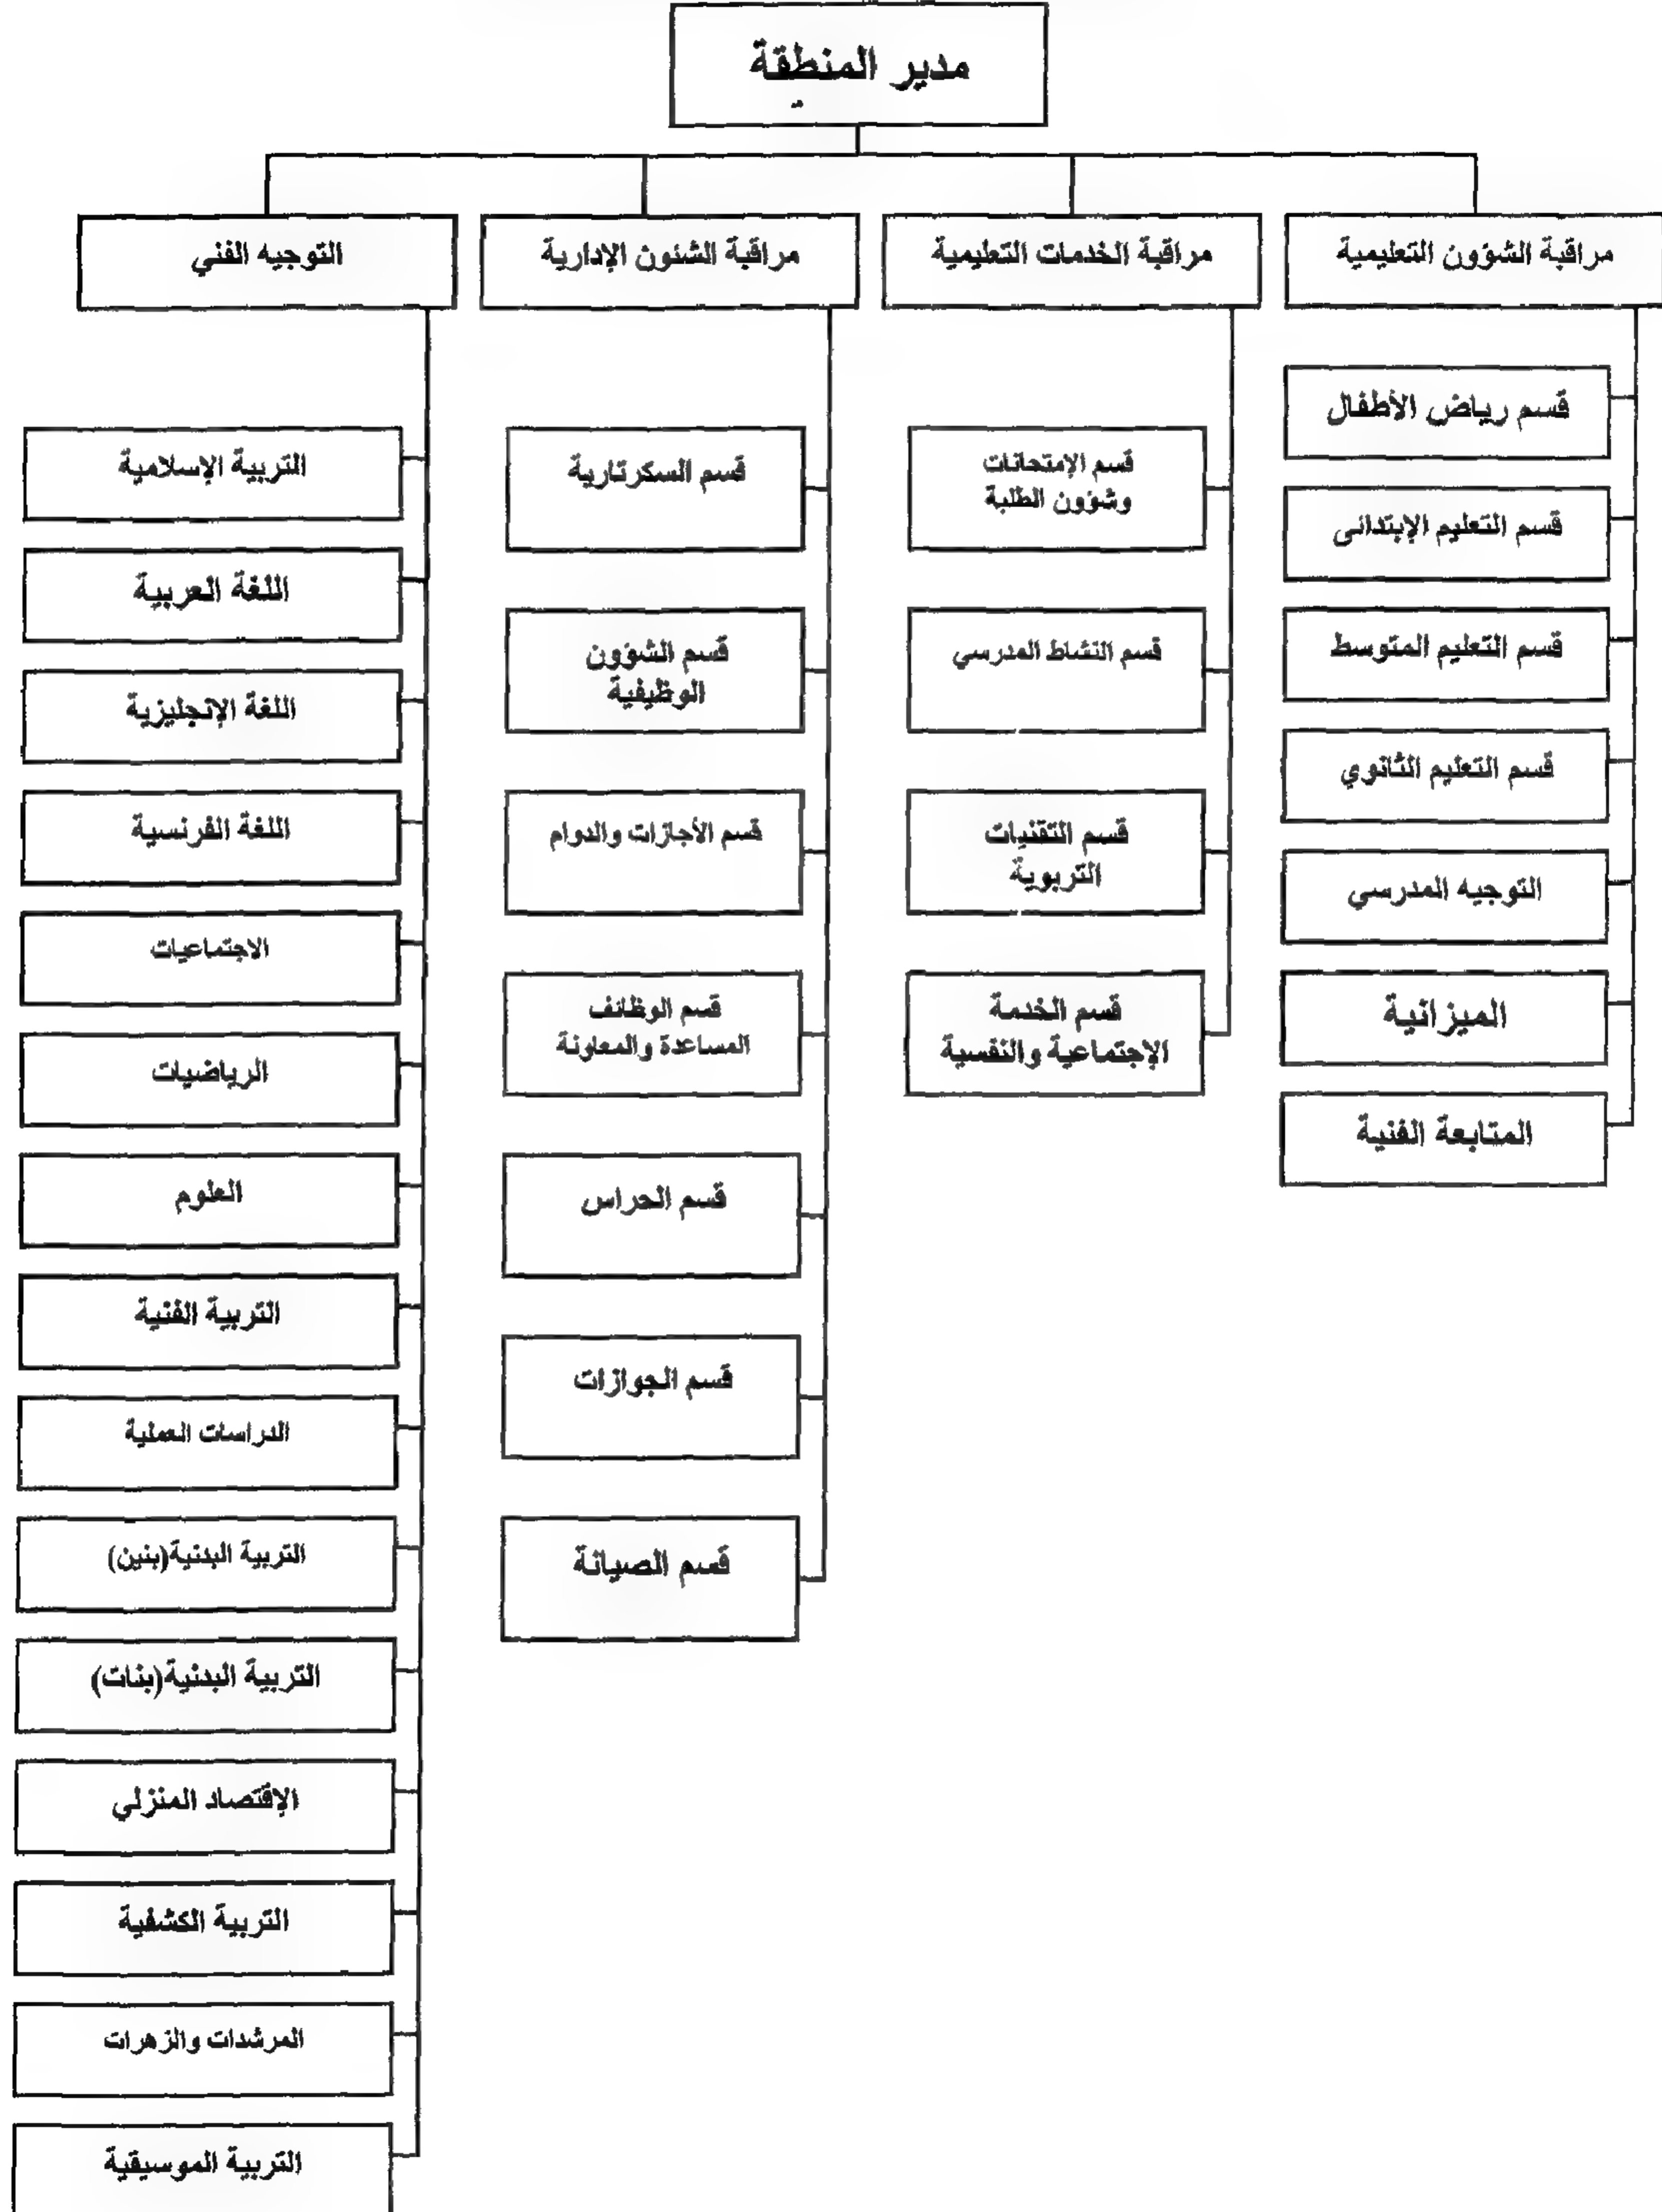 مدير المنطقة
مراقبة الشؤون التعليمية
مراقبة الخدمات التعليمية
مراقبة الشئون الإدارية
التوجيه الفني
قسم رياض الأطفال
قسم التعليم الإبتدائى
قسم التعليم المتوسط
قسم التعليم الثانوي
التوجيه المدرسي
الميزانية
المتابعة الفنية
قسم الإمتحانات
وشؤون الطلبة
قسم النشاط المدرسي
قسم التقنيات
التربوية
قسم الخدمة
الإجتماعية والنفسية
قسم السكرتارية
قسم الشؤون
الوظيفية
قسم الأجازات والدوام
قسم الوظائف
المساعدة والمعاونة
قسم الحراس
قسم الجوازات
قسم الصيانة
التربية الإسلامية
اللغة العربية
اللغة الإنجليزية
اللغة الفرنسية
الاجتماعيات
الرياضيات
العلوم
التربية الفنية
الدراسات العملية
التربية البدنية(بنين)
التربية البدنية(بنات)
الإقتصاد المنزلي
التربية الكشفية
المرشدات والزهرات
التربية الموسيقية